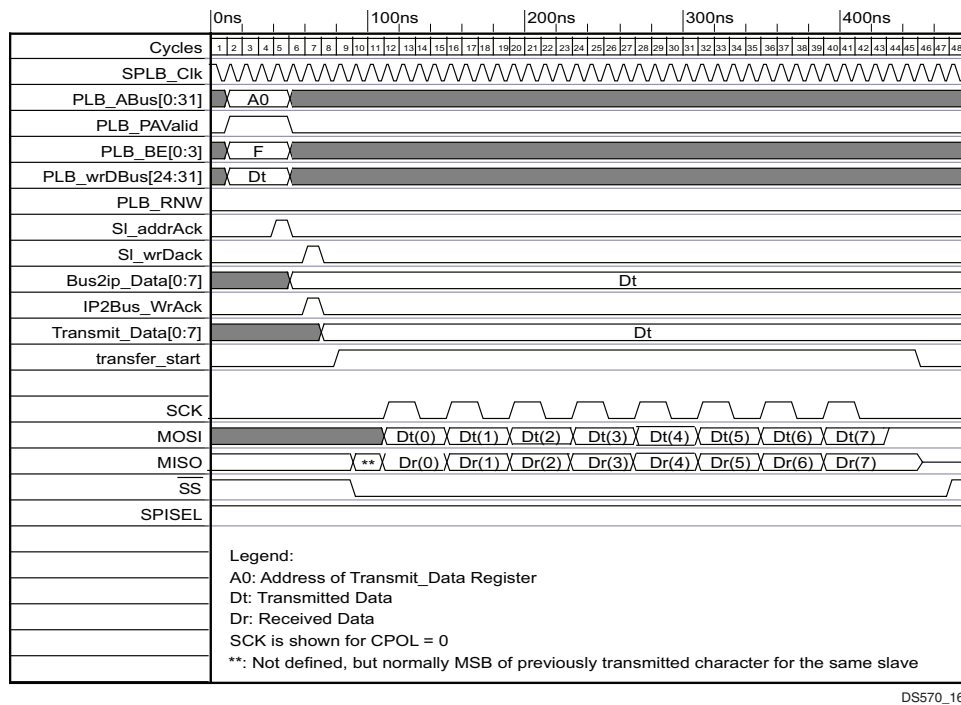 0ns 100ns 200ns 300ns 400ns
Cycles 1 2 3 4 5 6 7 8 9 10 11 12 13 14 15 16 17 18 19 20 21 22 23 24 25 26 27 28 29 30 31 32 33 34 35 36 37 38 39 40 41 42 43 44 45 46 47 48
SPLB_Clk
PLB_ABus[0:31] A0
PLB_PAValid
PLB_BE[0:3] F
PLB_wrDBus[24:31] Dt
PLB_RNW
SI_addrAck
SI_wrDack
Bus2ip_Data[0:7] Dt
IP2Bus_WrAck
Transmit_Data[0:7] Dt
transfer_start
SCK
MOSI Dt(0) Dt(1) Dt(2) Dt(3) Dt(4) Dt(5) Dt(6) Dt(7)
MISO ** Dr(0) Dr(1) Dr(2) Dr(3) Dr(4) Dr(5) Dr(6) Dr(7)
SS
SPISEL
Legend:
A0: Address of Transmit_Data Register
Dt: Transmitted Data
Dr: Received Data
SCK is shown for CPOL = 0
**: Not defined, but normally MSB of previously transmitted character for the same slave
DS570_16